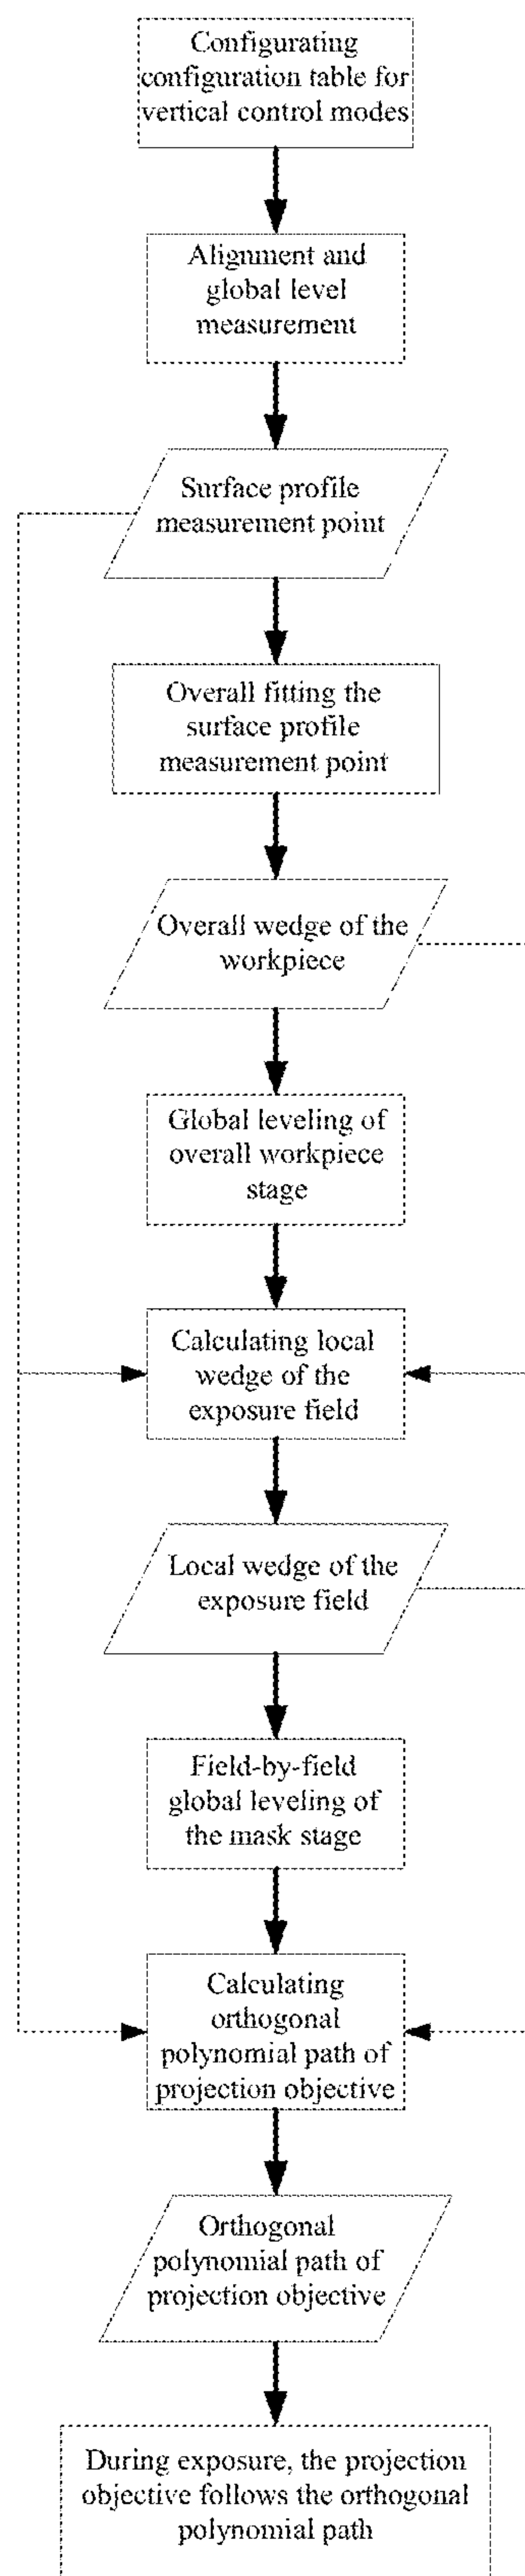 Configurating
configuration table for
vertical control modes
Alignment and
global level
measurement
Surface profile
measurement point
Overall fitting the
surface profile
measurement point
Overall wedge of the
workpiece
Global leveling of
overall workpiece
stage
Calculating local
wedge of the
exposure field
Local wedge of the
exposure field
Field-by-field
global leveling of
the mask stage
Calculating
orthogonal
polynomial path of
projection objective
Orthogonal
polynomial path of
projection objective
During exposure, the projection
objective follows the orthogonal
polynomial path